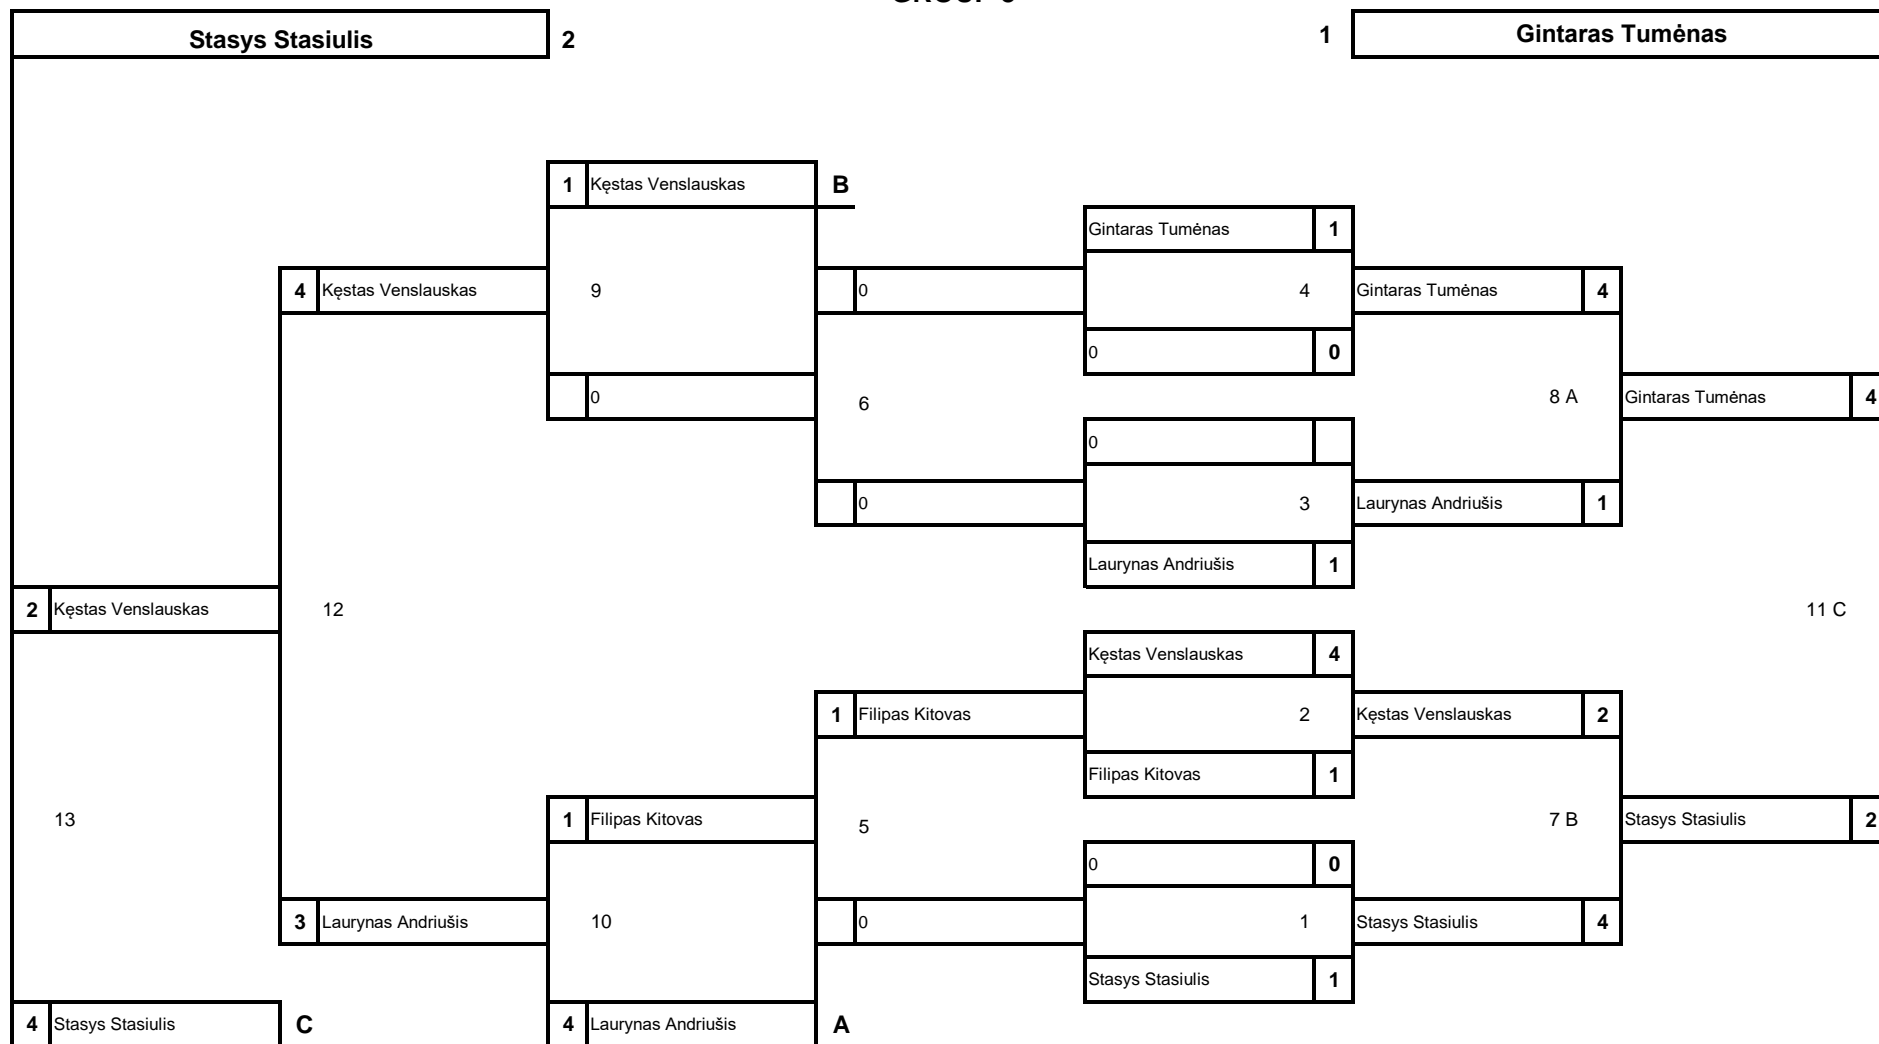 Stasys Stasiulis 2 1 Gintaras Tumėnas
1 Kęstas Venslauskas B
Gintaras Tumėnas 1
4 Kęstas Venslauskas 9 0 4 Gintaras Tumėnas 4
0 0
0 6 8 A Gintaras Tumėnas 4
0
0 3 Laurynas Andriušis 1
Laurynas Andriušis 1
2 Kęstas Venslauskas 12 11 C
Kęstas Venslauskas 4
1 Filipas Kitovas 2 Kęstas Venslauskas 2
Filipas Kitovas 1
13 1 Filipas Kitovas 5 7 B Stasys Stasiulis 2
0 0
3 Laurynas Andriušis 10 0 1 Stasys Stasiulis 4
Stasys Stasiulis 1
4 Stasys Stasiulis C 4 Laurynas Andriušis A